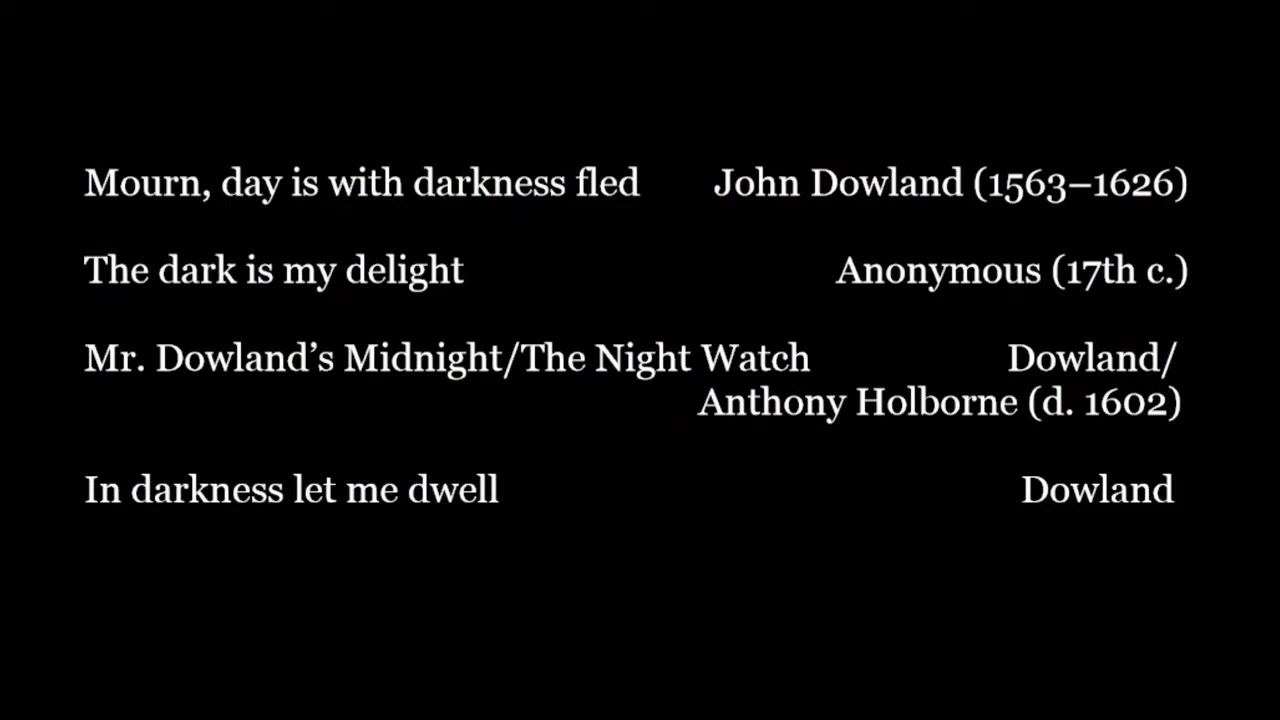 Mourn, day is with darkness fled John Dowland (1563–1626)
The dark is my delight Anonymous (17th c.)
Mr. Dowland’s Midnight/The Night Watch Dowland/
Anthony Holborne (d. 1602)
In darkness let me dwell Dowland